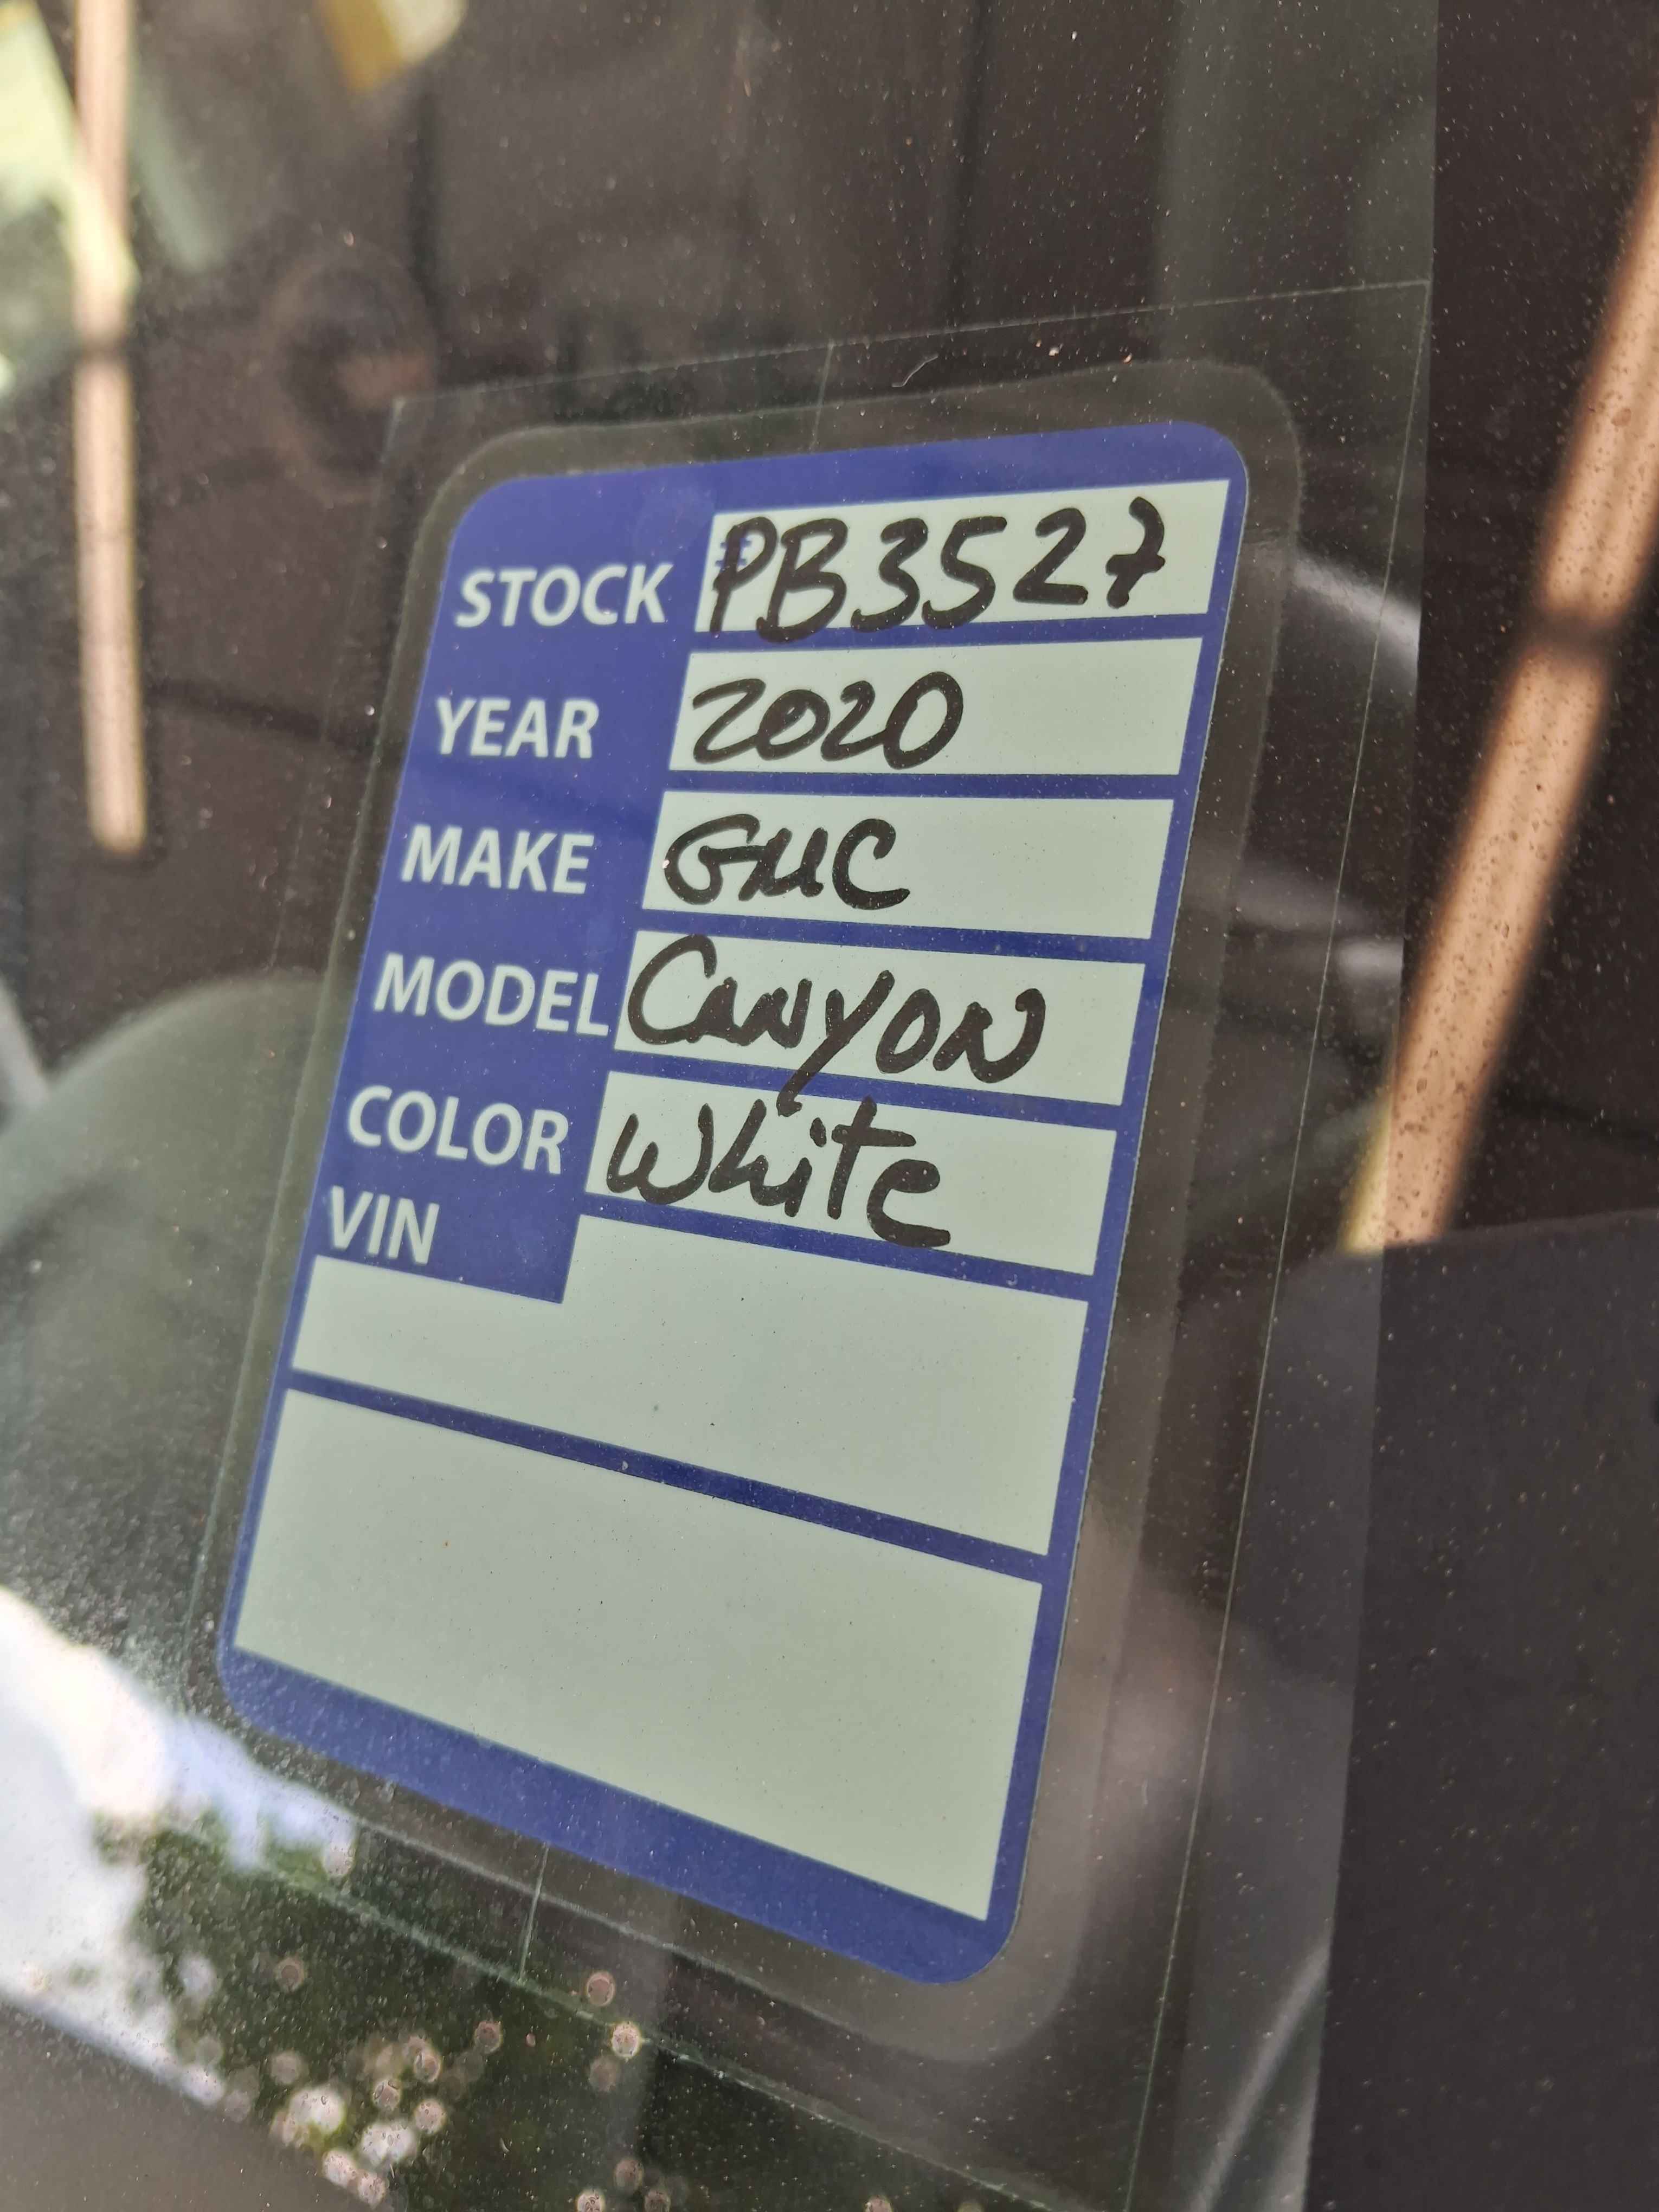 STOCK #PB3527
YEAR 2020
MAKE GMC
MODEL CANYON
COLOR White
VIN